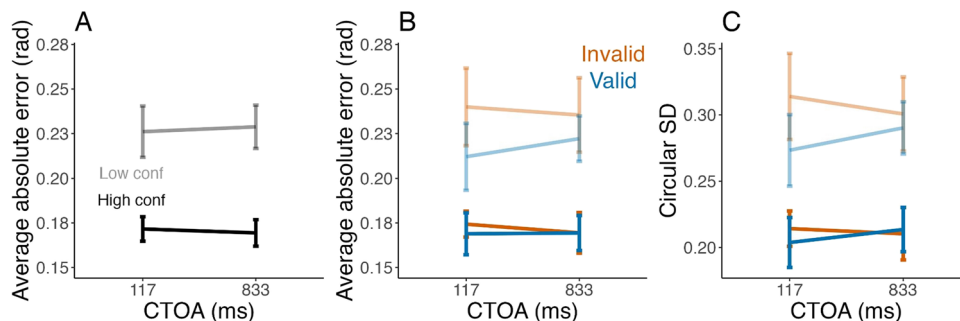 A
Average absolute error (rad)
0.28
0.25
0.23
0.20
0.18
0.15
Low conf
High conf
117
833
CTOA (ms)
B
Average absolute error (rad)
0.28
0.25
0.23
0.20
0.18
0.15
Invalid
Valid
117
833
CTOA (ms)
C
Circular SD
0.35
0.30
0.25
0.20
117
833
CTOA (ms)